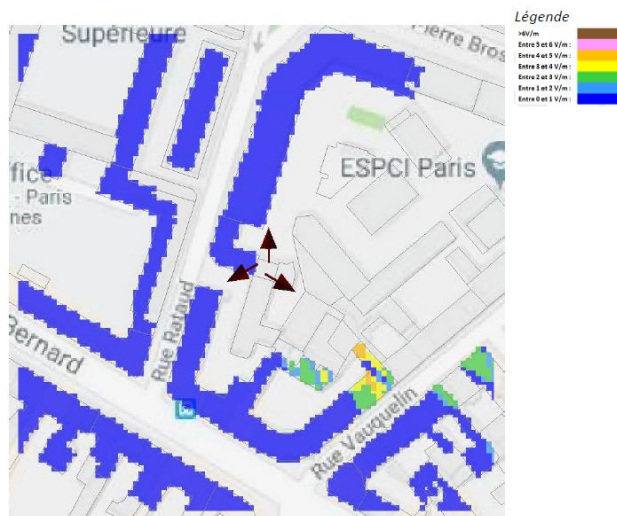 Légende
>6V/m
Entre 5 et 6 V/m :
Entre 4 et 5 V/m :
Entre 3 et 4 V/m :
Entre 2 et 3 V/m :
Entre 1 et 2 V/m :
Entre 0 et 1 V/m :
Supérieure
Pierre Bros
ESPCI Paris
ffice
- Paris
nes
Rue Rataud
Bernard
Rue Vauquelin